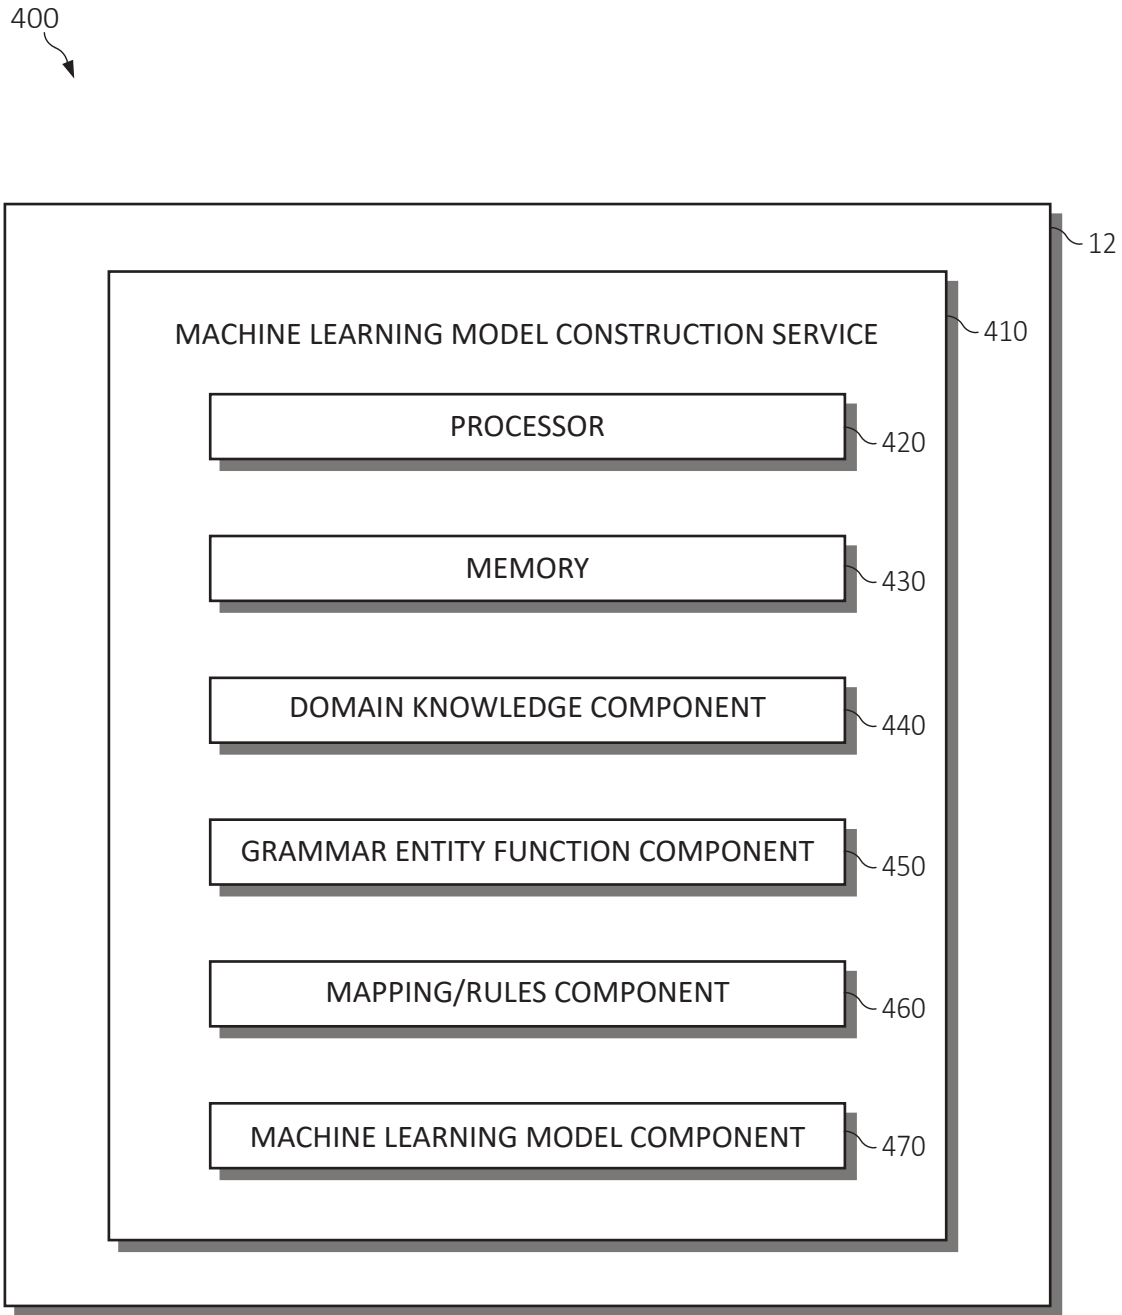 400
12
MACHINE LEARNING MODEL CONSTRUCTION SERVICE
410
PROCESSOR
420
MEMORY
430
DOMAIN KNOWLEDGE COMPONENT
440
GRAMMAR ENTITY FUNCTION COMPONENT
450
MAPPING/RULES COMPONENT
460
MACHINE LEARNING MODEL COMPONENT
470